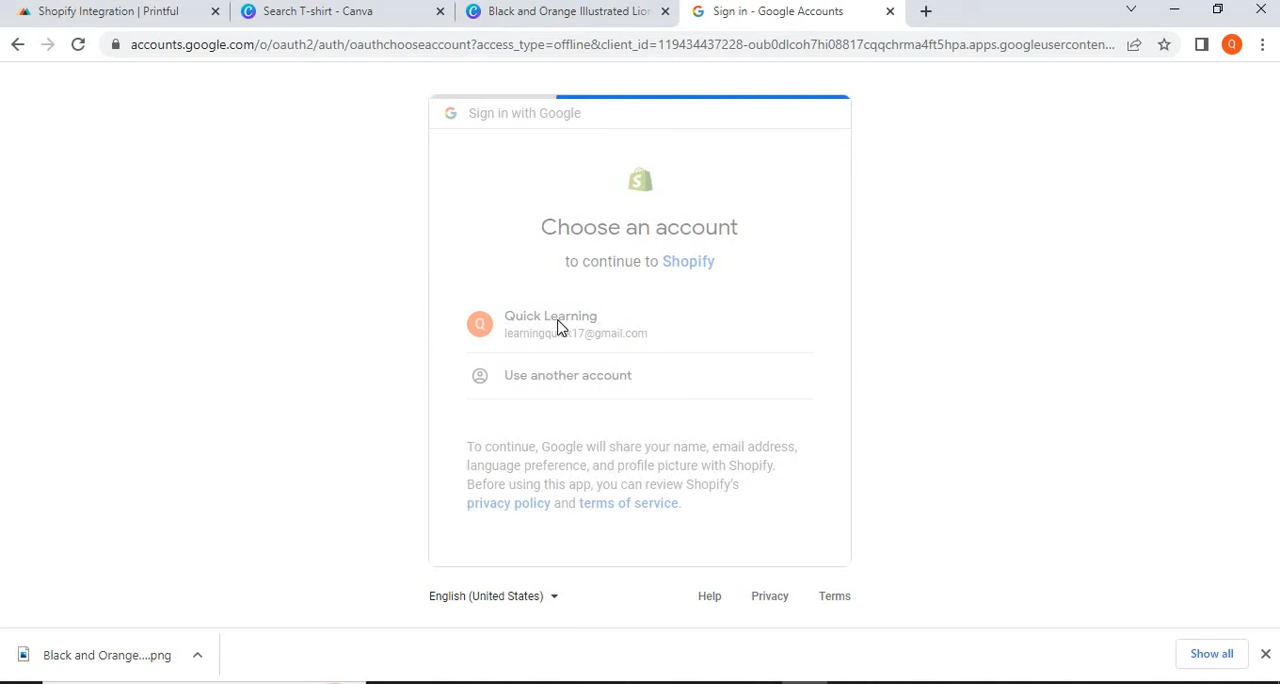 Shopify Integration | Printful
Search T-shirt - Canva
Black and Orange Illustrated Lio
Sign in - Google Accounts
accounts.google.com/o/oauth2/auth/oauthchooseaccount?access_type=offline&client_id=119434437228-oub0dlcoh7hi08817cqqchrma4ft5hpa.apps.googleuserconten...
Q
Sign in with Google
Choose an account
to continue to Shopify
Q
Quick Learning
learningquick17@gmail.com
Use another account
To continue, Google will share your name, email address,
language preference, and profile picture with Shopify.
Before using this app, you can review Shopify's
privacy policy and terms of service.
English (United States)
Help
Privacy
Terms
Black and Orange....png
Show all